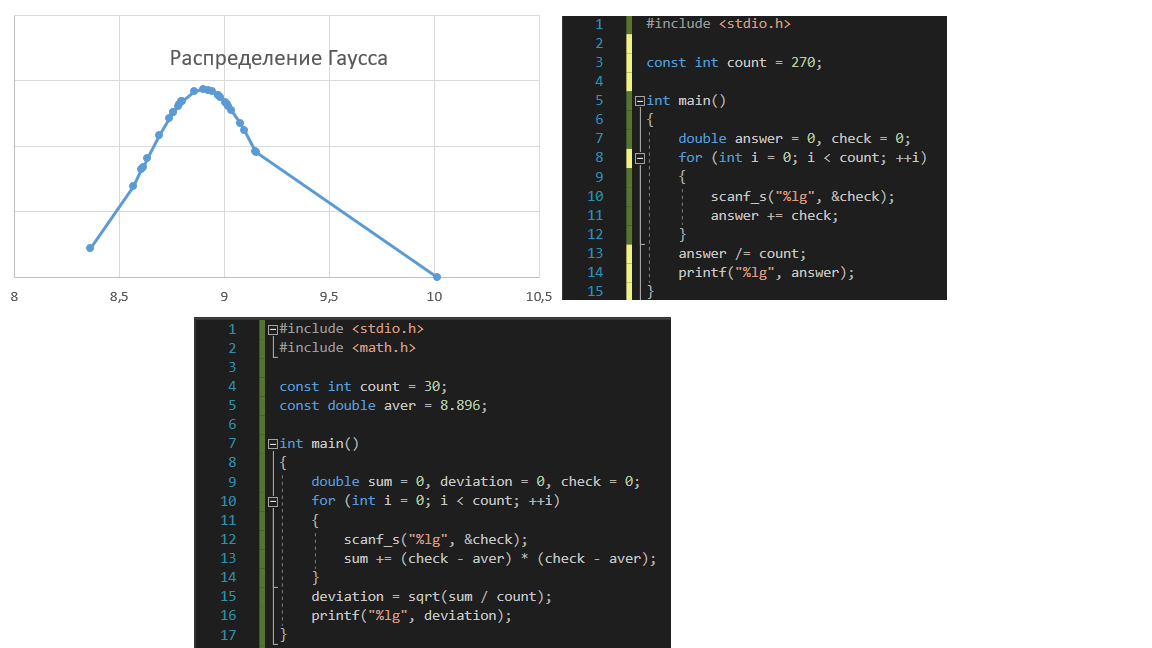 Распределение Гаусса
8 8,5 9 9,5 10 10,5
1 #include <stdio.h>
2
3 const int count = 270;
4
5 int main()
6 {
7 double answer = 0, check = 0;
8 for (int i = 0; i < count; ++i)
9 {
10 scanf_s("%lg", &check);
11 answer += check;
12 }
13 answer /= count;
14 printf("%lg", answer);
15 }
1 #include <stdio.h>
2 #include <math.h>
3
4 const int count = 30;
5 const double aver = 8.896;
6
7 int main()
8 {
9 double sum = 0, deviation = 0, check = 0;
10 for (int i = 0; i < count; ++i)
11 {
12 scanf_s("%lg", &check);
13 sum += (check - aver) * (check - aver);
14 }
15 deviation = sqrt(sum / count);
16 printf("%lg", deviation);
17 }